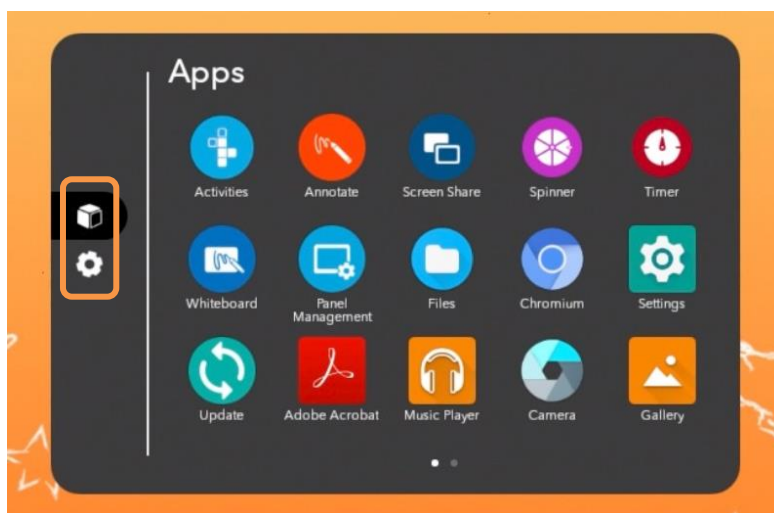 Apps
Activities
Annotate
Screen Share
Spinner
Timer
Whiteboard
Panel
Management
Files
Chromium
Settings
Update
Adobe Acrobat
Music Player
Camera
Gallery